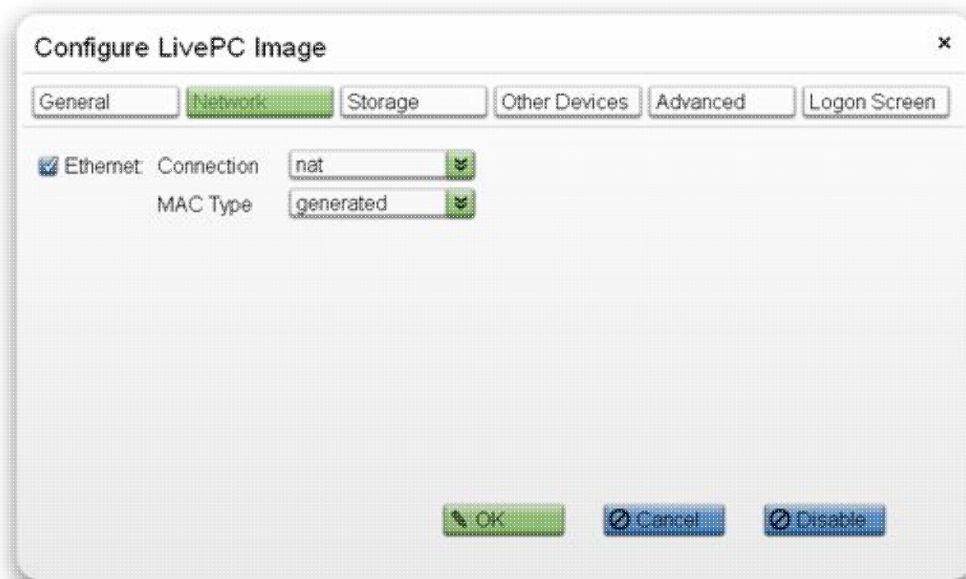 Configure LivePC Image
General Network Storage Other Devices Advanced Logon Screen
Ethernet: Connection nat
MAC Type generated
OK Cancel Disable